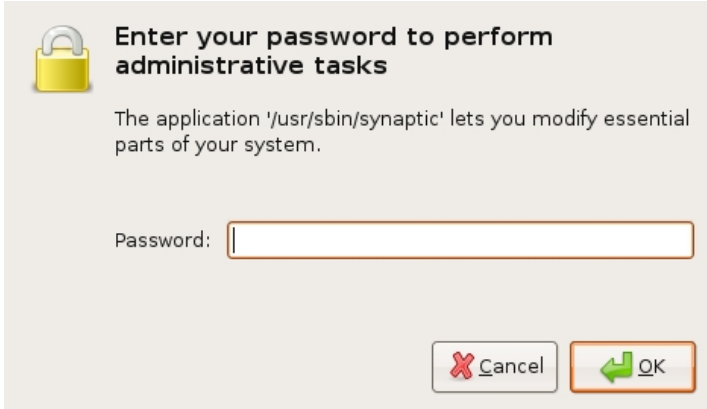 Enter your password to perform
administrative tasks
The application '/usr/sbin/synaptic' lets you modify essential
parts of your system.
Password:
Cancel
OK